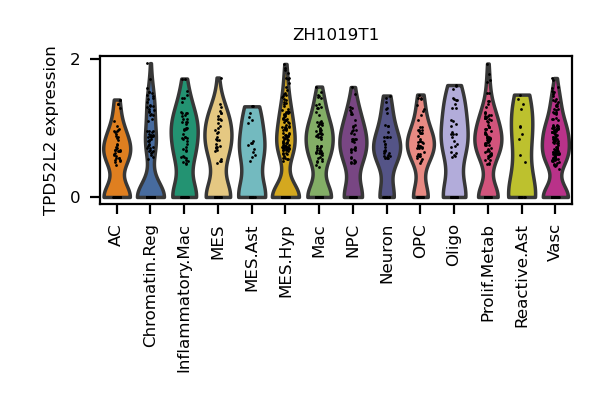 ZH1019T1
TPD52L2 expression
2
0
AC
Chromatin.Reg
Inflammatory.Mac
MES
MES.Ast
MES.Hyp
Mac
NPC
Neuron
OPC
Oligo
Prolif.Metab
Reactive.Ast
Vasc